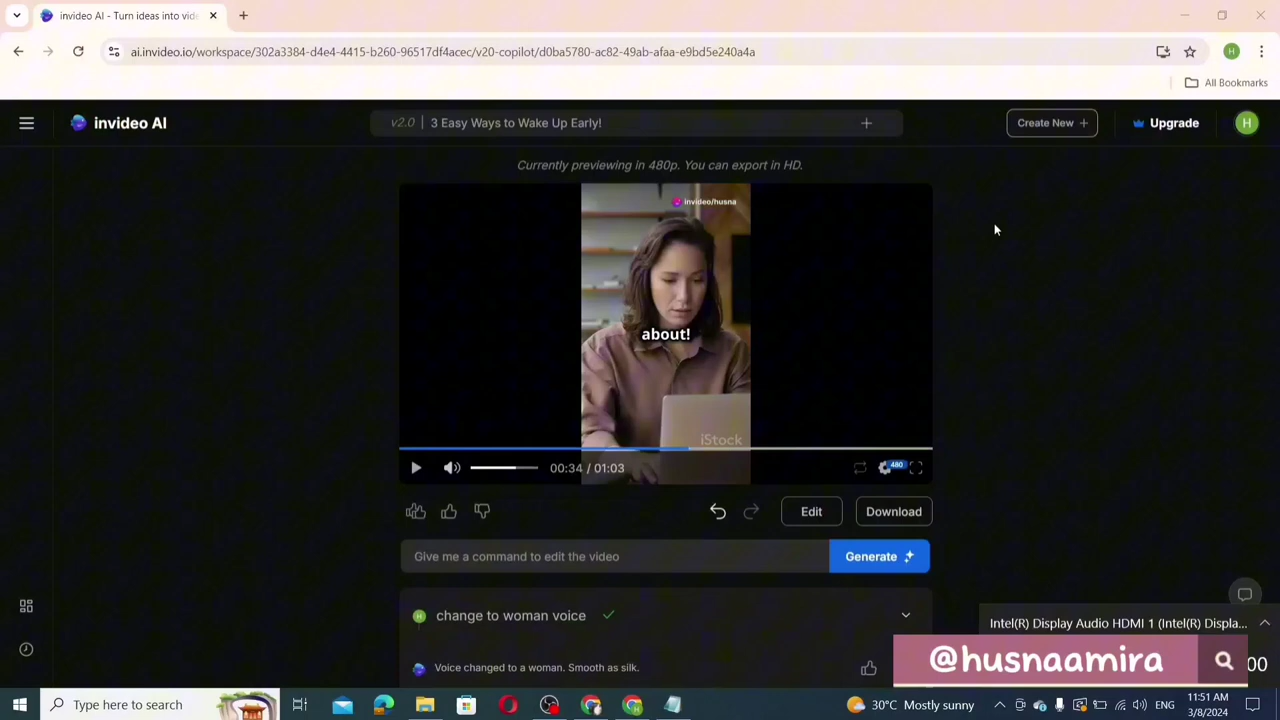 invideo AI - Turn ideas into vid
ai.invideo.io/workspace/302a3384-d4e4-4415-b260-96517df4acec/v20-copilot/d0ba5780-ac82-49ab-afaa-e9bd5e240a4a
H
All Bookmarks
invideo AI
v2.0 | 3 Easy Ways to Wake Up Early!
Create New +
Upgrade
H
Currently previewing in 480p. You can export in HD.
invideo/husna
about!
iStock
00:34 / 01:03
480
Edit
Download
Give me a command to edit the video
Generate
H
change to woman voice
Intel(R) Display Audio HDMI 1 (Intel(R) Displa...
Voice changed to a woman. Smooth as silk.
@husnaamira
00
Type here to search
30°C Mostly sunny
ENG
11:51 AM
3/8/2024